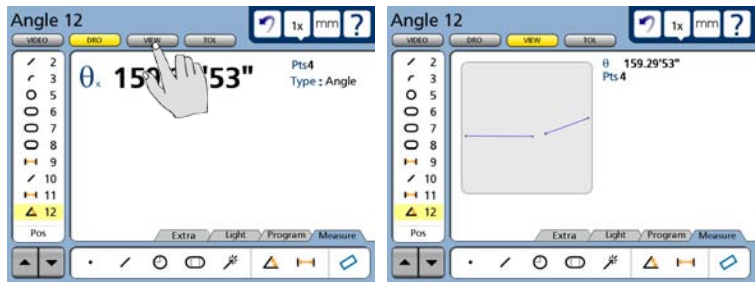 Angle 12
1x mm ?
VIDEO DRO VIEW TOL
2
3
5
6
7
8
9
10
11
12
Pos
θx 15 '53"
Pts4
Type : Angle
Extra Light Program Measure
Angle 12
1x mm ?
VIDEO DRO VIEW TOL
2
3
5
6
7
8
9
10
11
12
Pos
θ 159.29'53"
Pts 4
Extra Light Program Measure